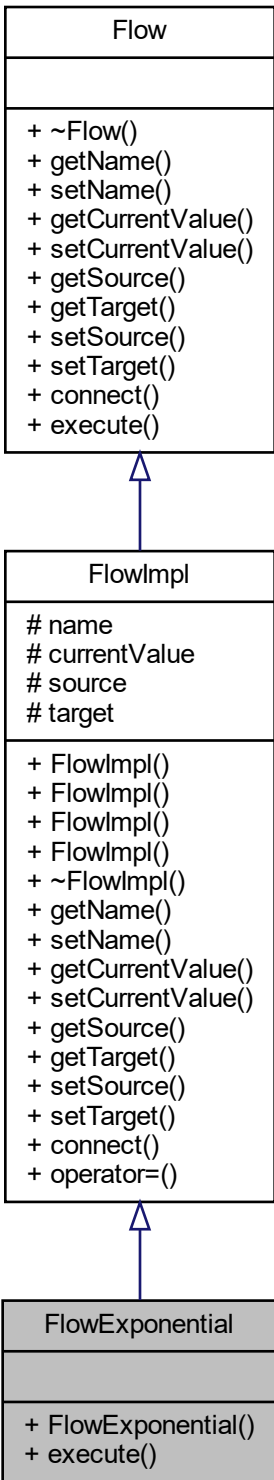 Flow
+ ~Flow()
+ getName()
+ setName()
+ getCurrentValue()
+ setCurrentValue()
+ getSource()
+ getTarget()
+ setSource()
+ setTarget()
+ connect()
+ execute()
FlowImpl
# name
# currentValue
# source
# target
+ FlowImpl()
+ FlowImpl()
+ FlowImpl()
+ FlowImpl()
+ ~FlowImpl()
+ getName()
+ setName()
+ getCurrentValue()
+ setCurrentValue()
+ getSource()
+ getTarget()
+ setSource()
+ setTarget()
+ connect()
+ operator=()
FlowExponential
+ FlowExponential()
+ execute()